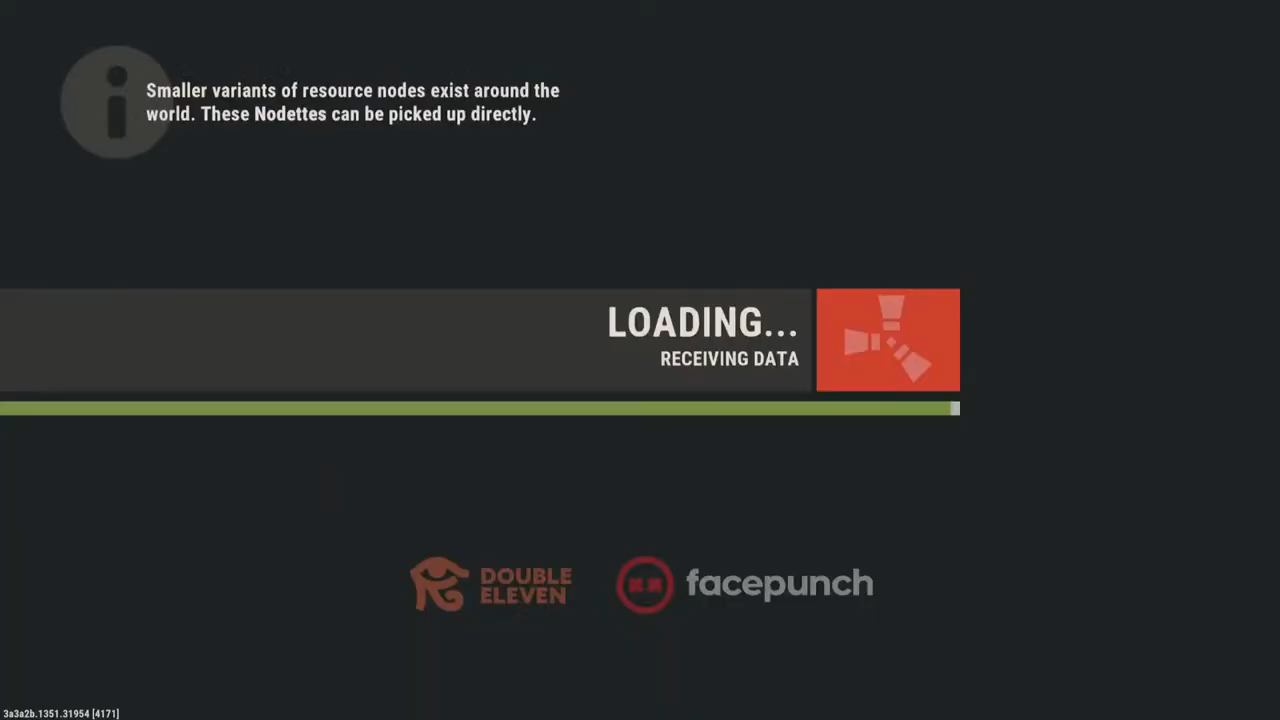 Smaller variants of resource nodes exist around the
world. These Nodettes can be picked up directly.
LOADING...
RECEIVING DATA
DOUBLE
ELEVEN
facepunch
3a3a2b.1351.31954 [4171]